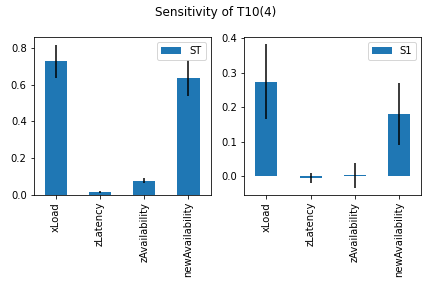 Sensitivity of T10(4)
ST
0.8
0.6
0.4
0.2
0.0
xLoad
zLatency
zAvailability
newAvailability
S1
0.4
0.3
0.2
0.1
0.0
xLoad
zLatency
zAvailability
newAvailability